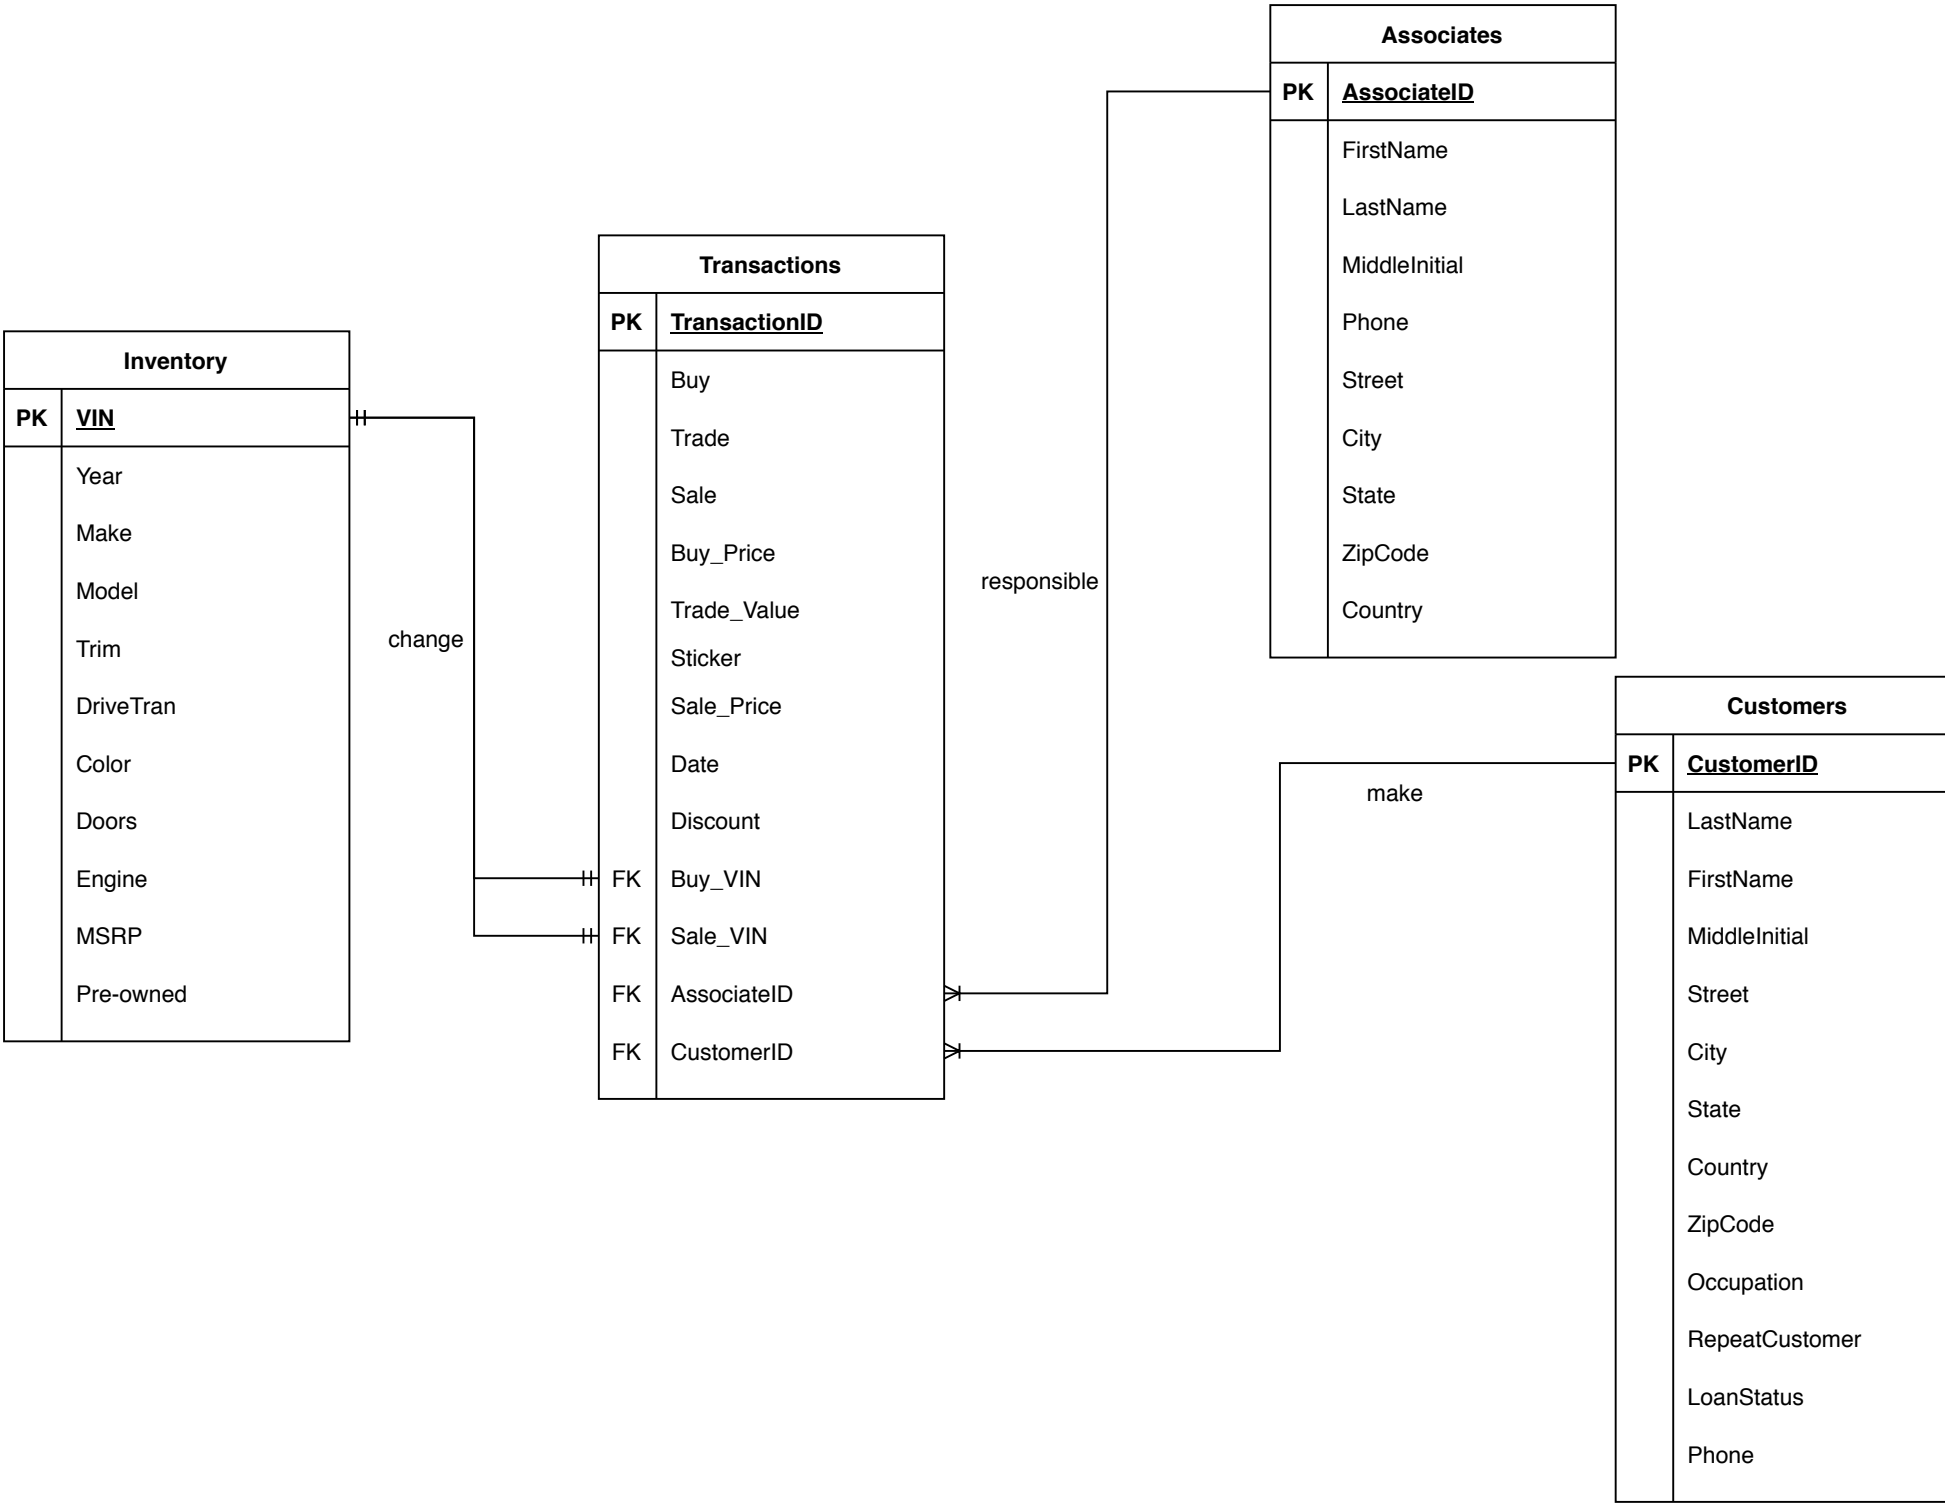 Associates
PK AssociateID
FirstName
LastName
MiddleInitial
Phone
Street
City
State
ZipCode
Country
Transactions
PK TransactionID
Buy
Trade
Sale
Buy_Price
Trade_Value
Sticker
Sale_Price
Date
Discount
FK Buy_VIN
FK Sale_VIN
FK AssociateID
FK CustomerID
Inventory
PK VIN
Year
Make
Model
Trim
DriveTran
Color
Doors
Engine
MSRP
Pre-owned
change
responsible
make
Customers
PK CustomerID
LastName
FirstName
MiddleInitial
Street
City
State
Country
ZipCode
Occupation
RepeatCustomer
LoanStatus
Phone